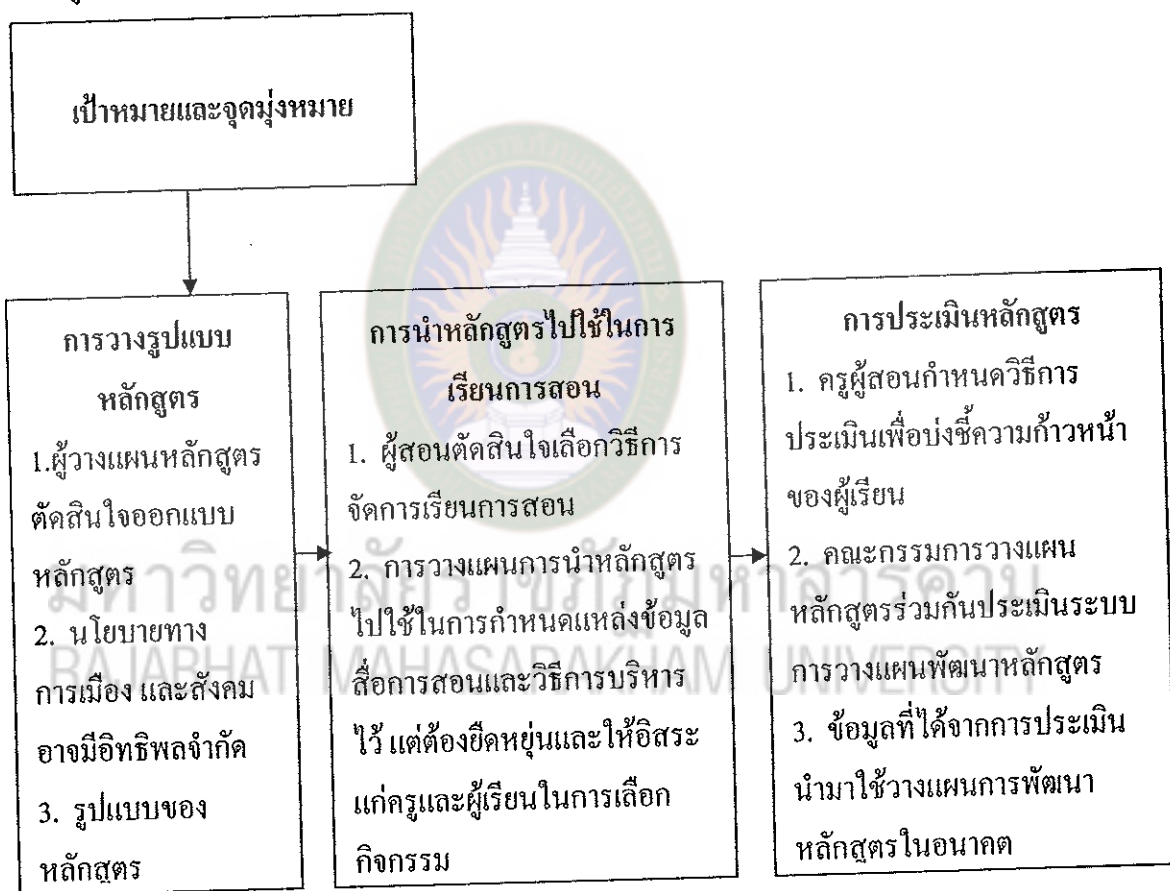 เป้าหมายและจุดมุ่งหมาย
การวางรูปแบบ
หลักสูตร
1.ผู้วางแผนหลักสูตร
ตัดสินใจออกแบบ
หลักสูตร
2. นโยบายทาง
การเมือง และสังคม
อาจมีอิทธิพลจำกัด
3. รูปแบบของ
หลักสูตร
การนำหลักสูตรไปใช้ในการ
เรียนการสอน
1. ผู้สอนตัดสินใจเลือกวิธีการ
จัดการเรียนการสอน
2. การวางแผนการนำหลักสูตร
ไปใช้ในการกำหนดแหล่งข้อมูล
สื่อการสอนและวิธีการบริหาร
ไว้ แต่ต้องยืดหยุ่นและให้อิสระ
แก่ครูและผู้เรียนในการเลือก
กิจกรรม
การประเมินหลักสูตร
1. ครูผู้สอนกำหนดวิธีการ
ประเมินเพื่อบ่งชี้ความก้าวหน้า
ของผู้เรียน
2. คณะกรรมการวางแผน
หลักสูตรร่วมกันประเมินระบบ
การวางแผนพัฒนาหลักสูตร
3. ข้อมูลที่ได้จากการประเมิน
นำมาใช้วางแผนการพัฒนา
หลักสูตรในอนาคต
มหาวิทยาลัยราชภัฏมหาสารคาม
RAJABHAT MAHASARAKHAM UNIVERSITY